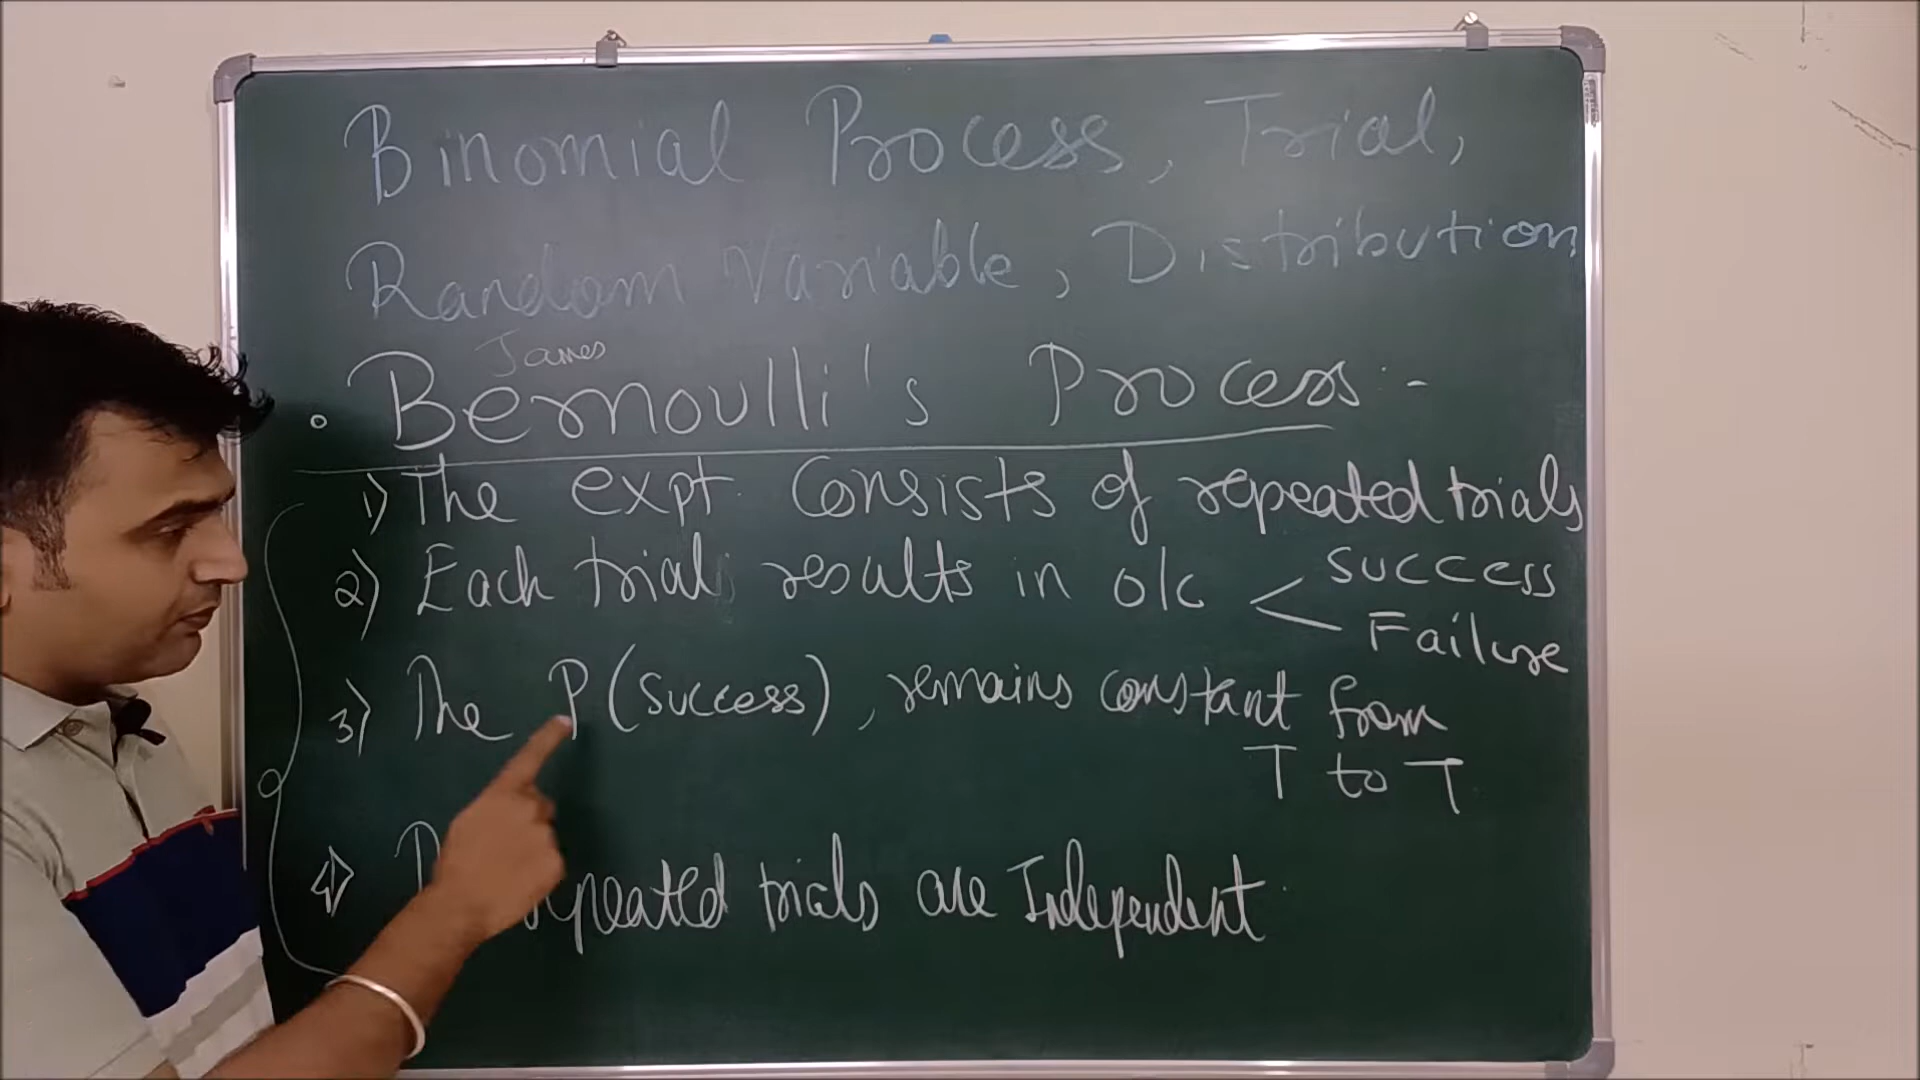 Binomial Process, Trial,
Random Variable, Distribution
James
• Bernoulli's Process :-
1) The expt. Consists of repeated trials
2) Each trial results in o/c < success
Failure
3) The P(Success), remains constant from
T to T
4) repeated trials are Independent.